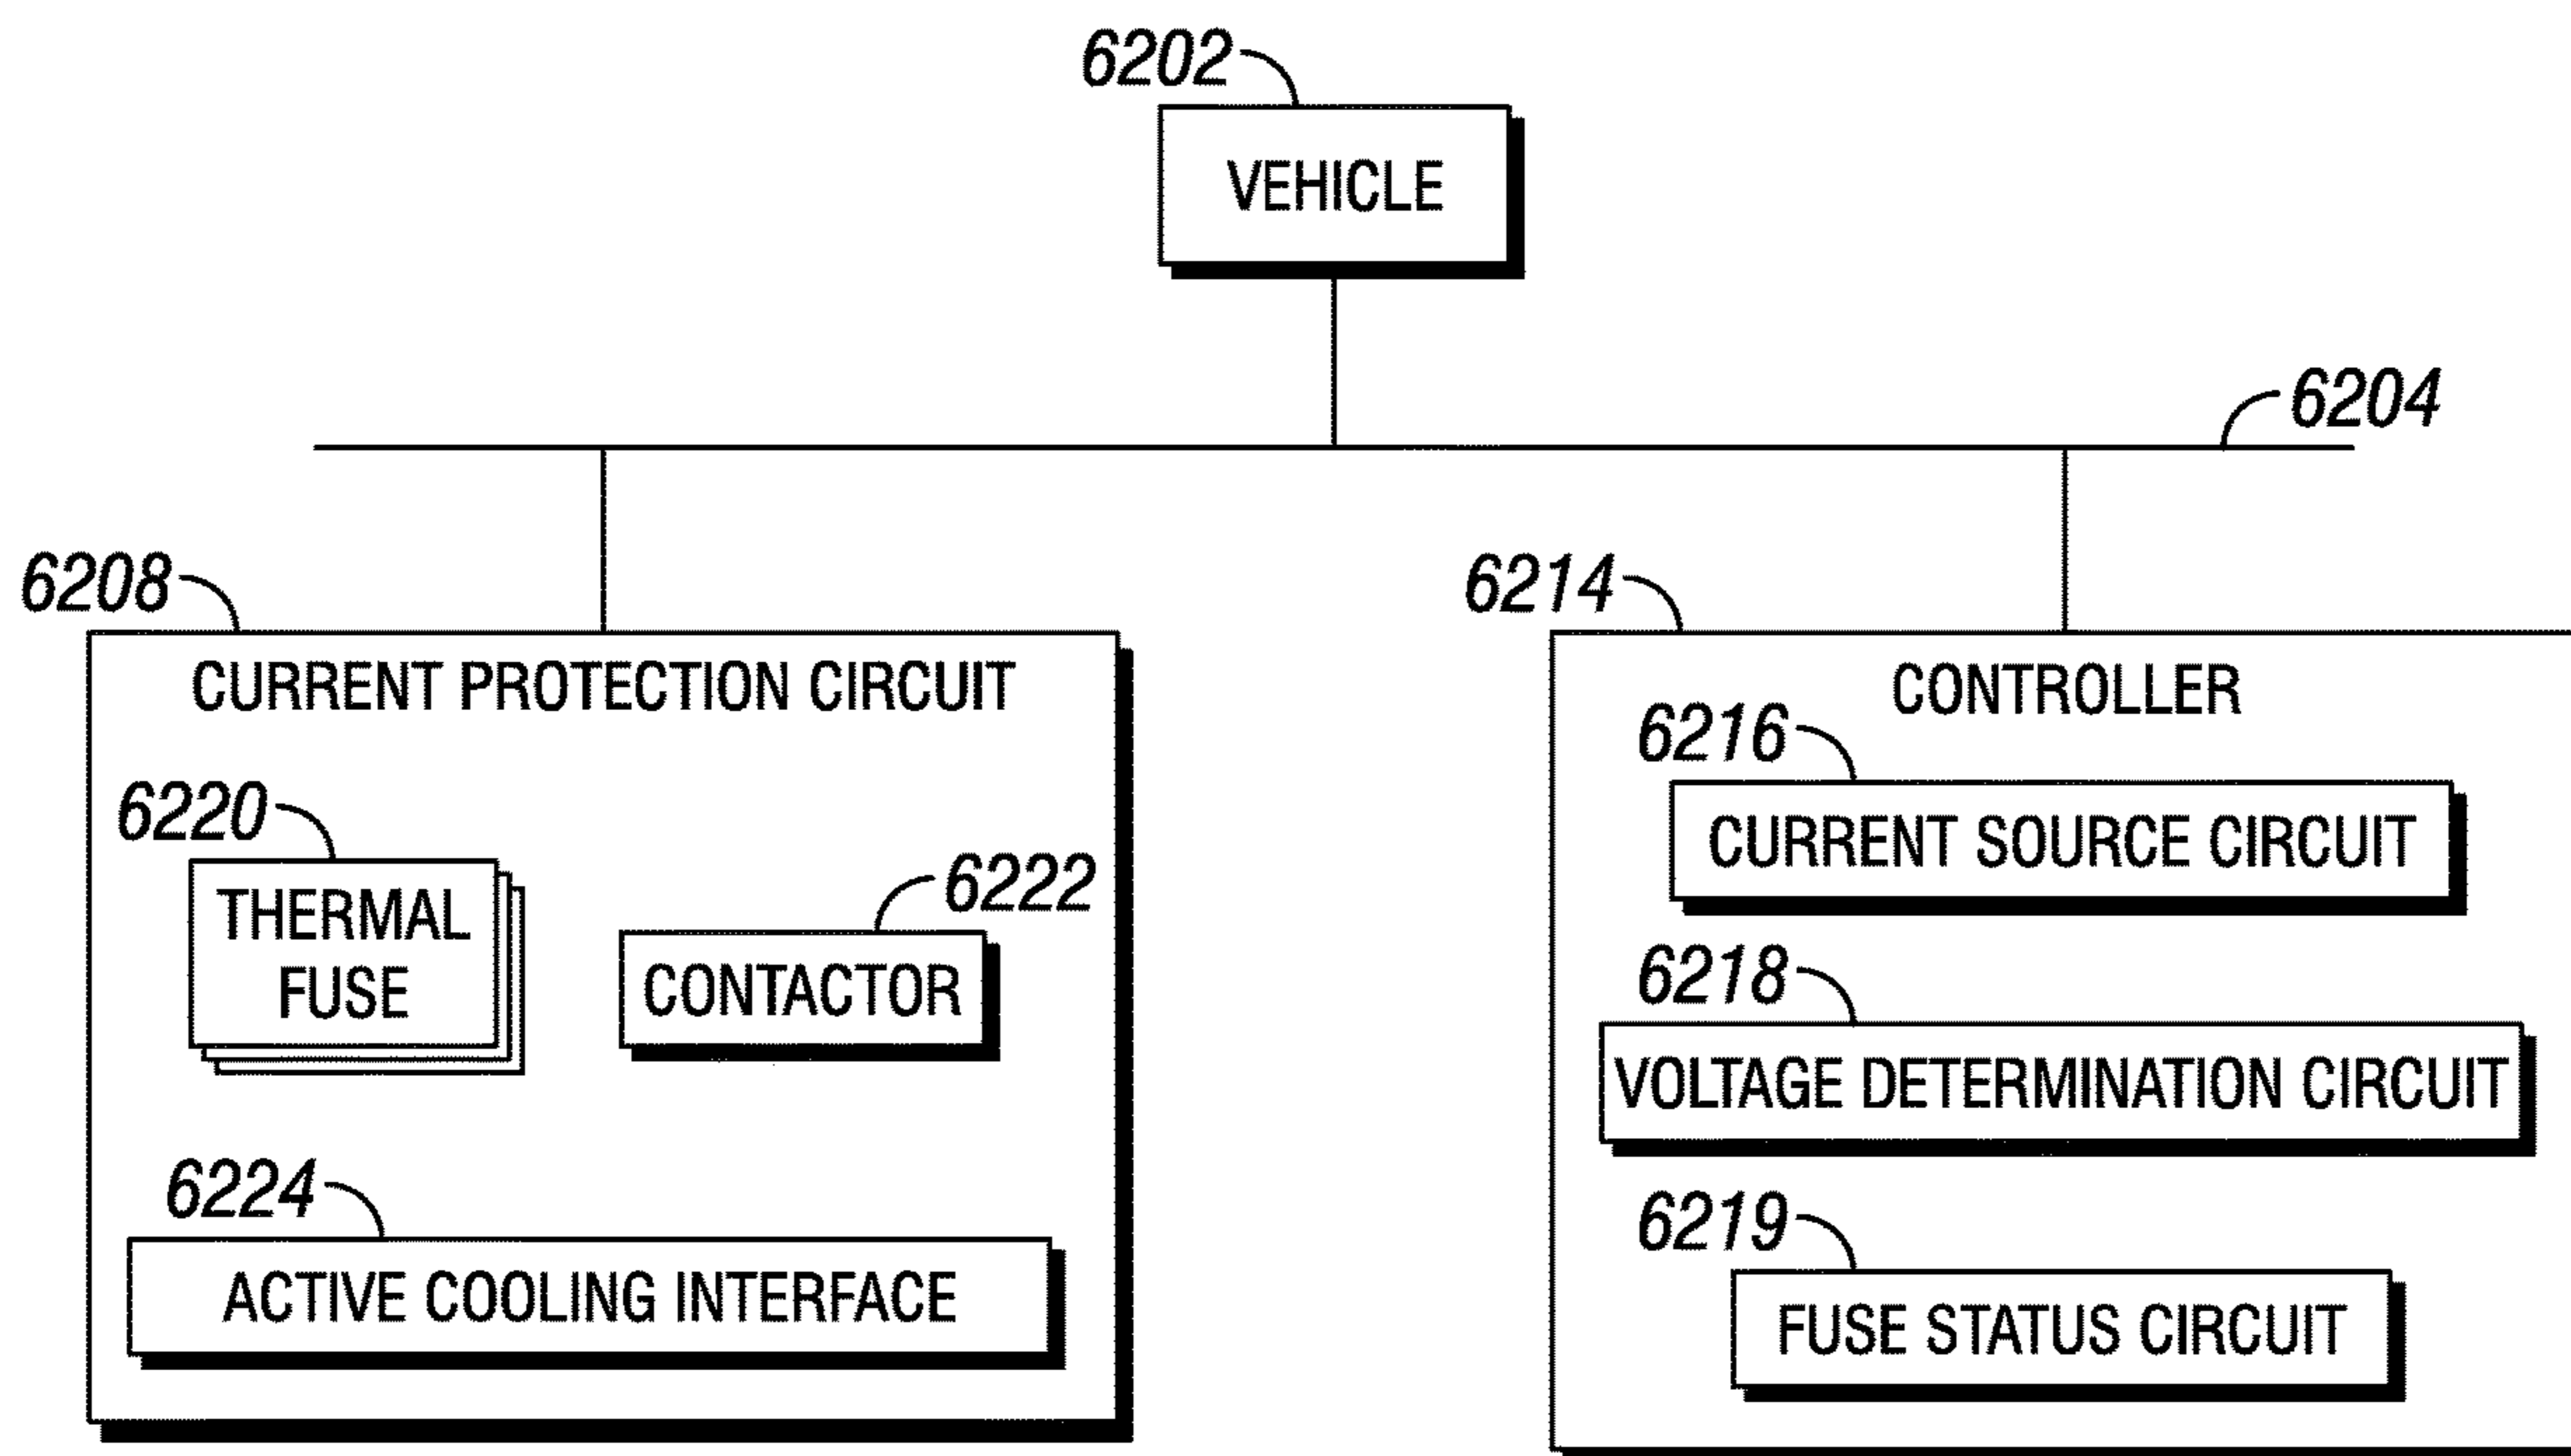 6202
VEHICLE
6204
6208
CURRENT PROTECTION CIRCUIT
6220
THERMAL
FUSE
6222
CONTACTOR
6224
ACTIVE COOLING INTERFACE
6214
CONTROLLER
6216
CURRENT SOURCE CIRCUIT
6218
VOLTAGE DETERMINATION CIRCUIT
6219
FUSE STATUS CIRCUIT